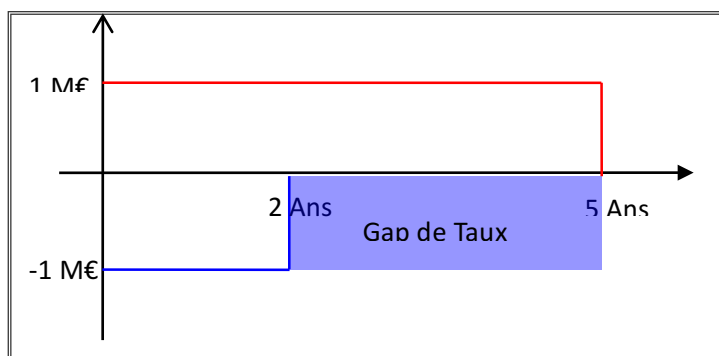 1 M€
2 Ans
5 Ans
Gap de Taux
-1 M€